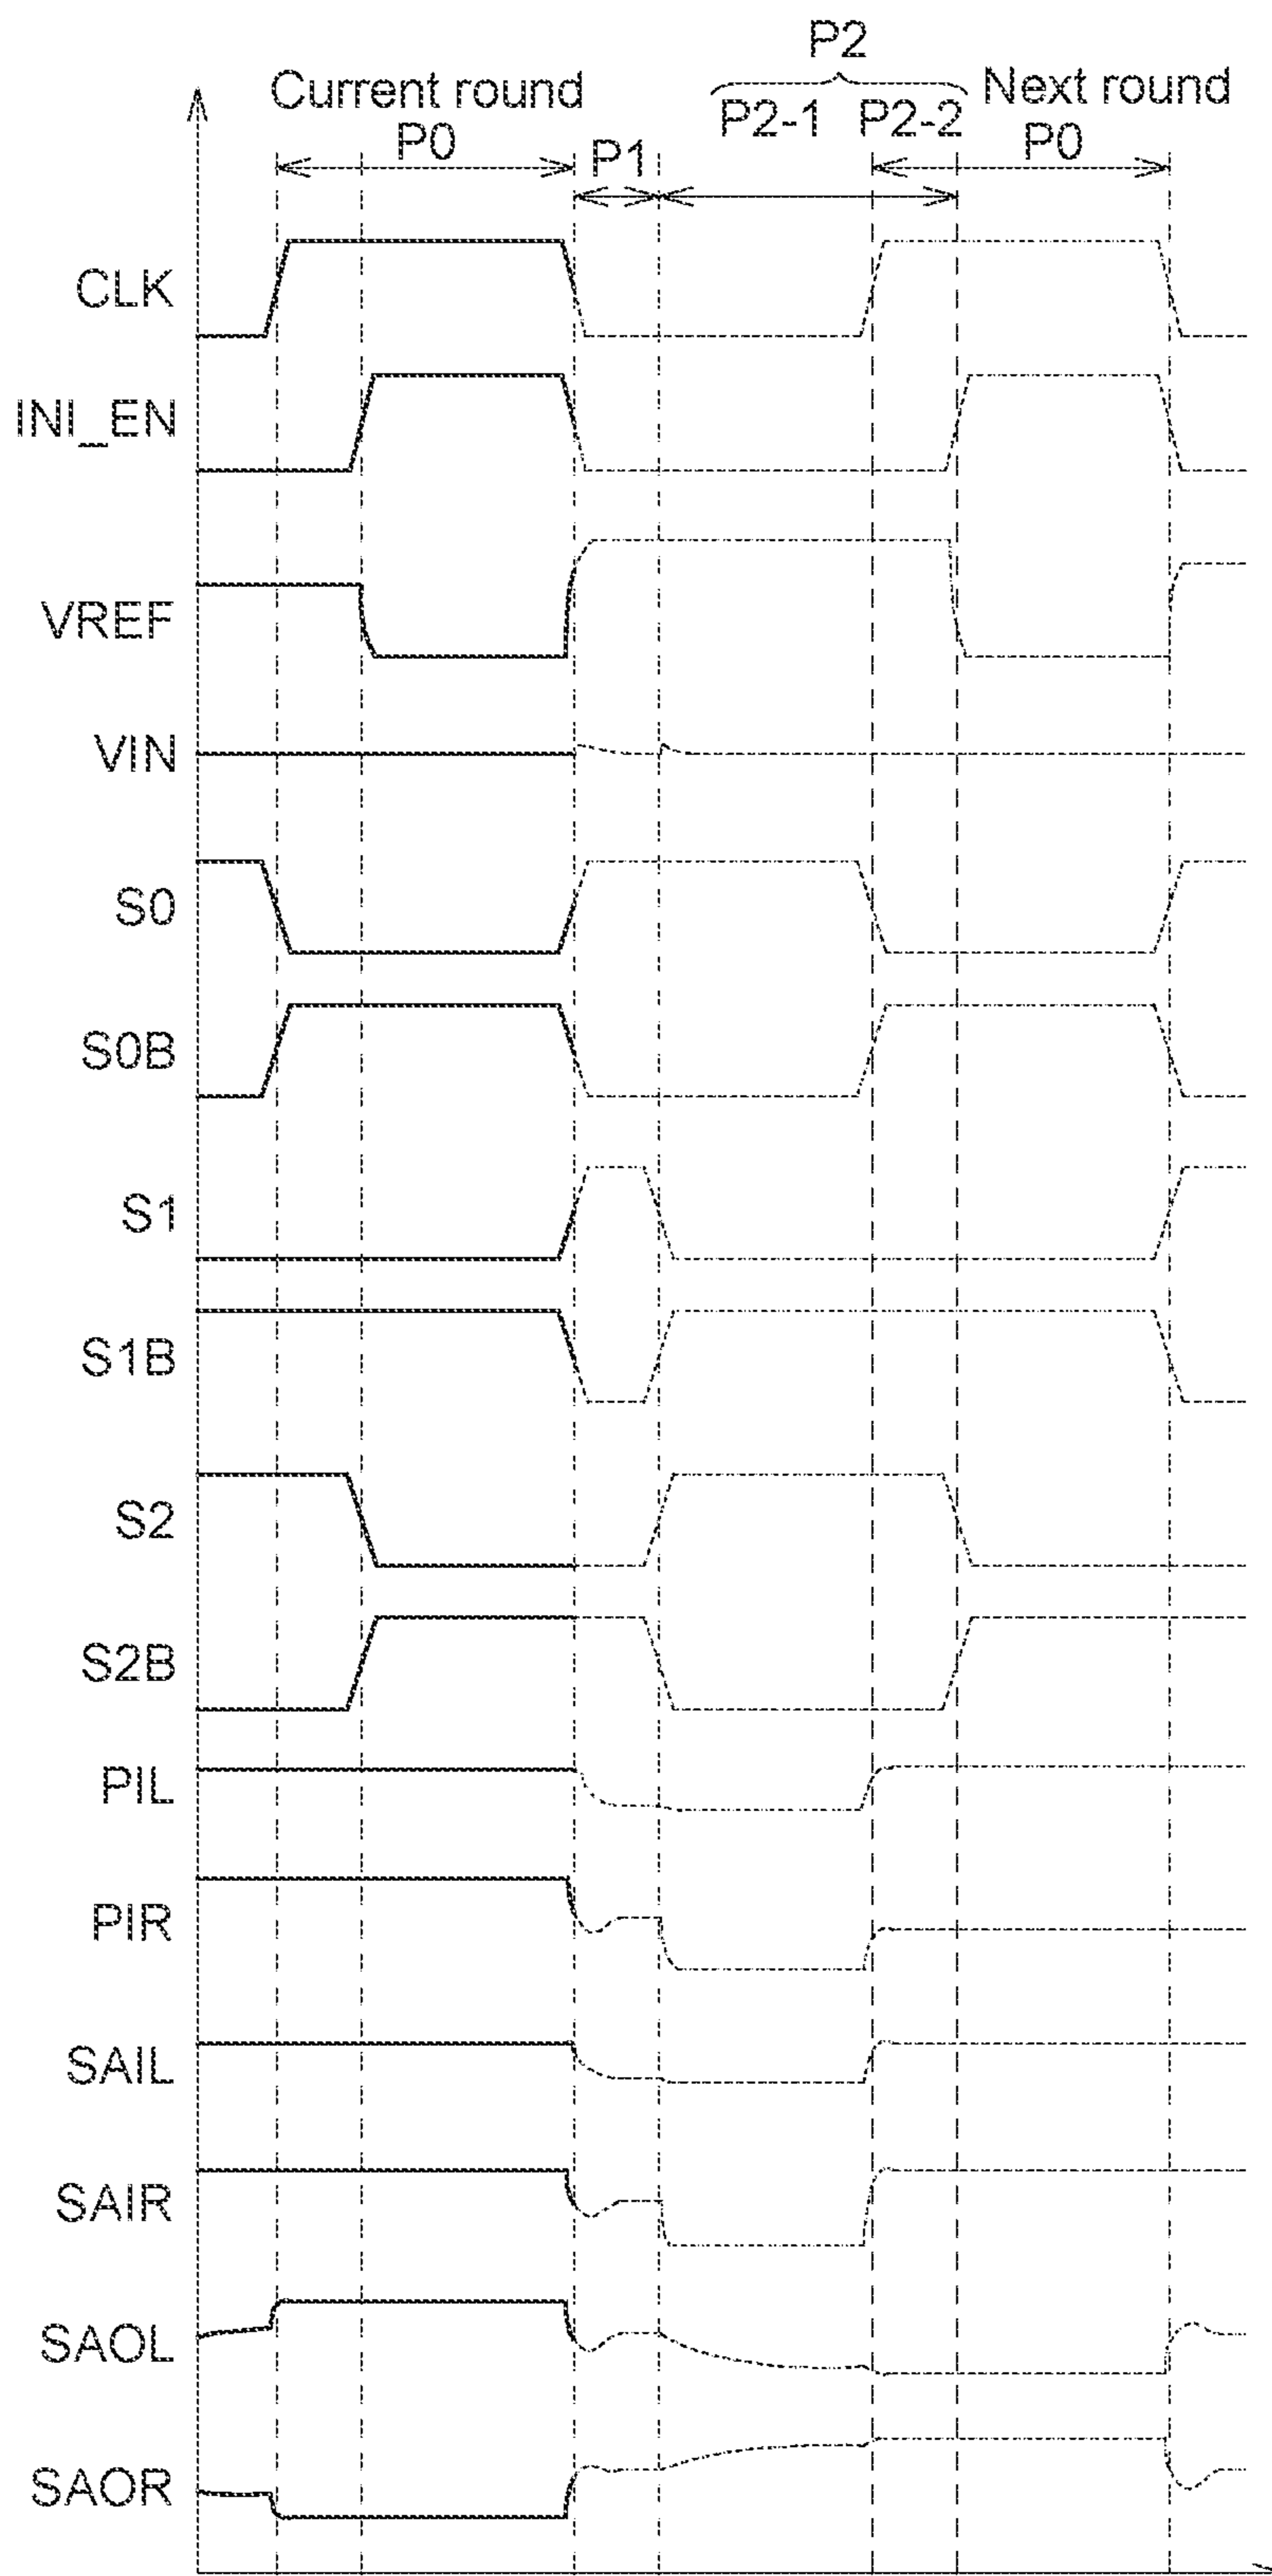 P2
Current round
Next round
P0
P1
P2-1
P2-2
P0
CLK
INI_EN
VREF
VIN
S0
S0B
S1
S1B
S2
S2B
PIL
PIR
SAIL
SAIR
SAOL
SAOR